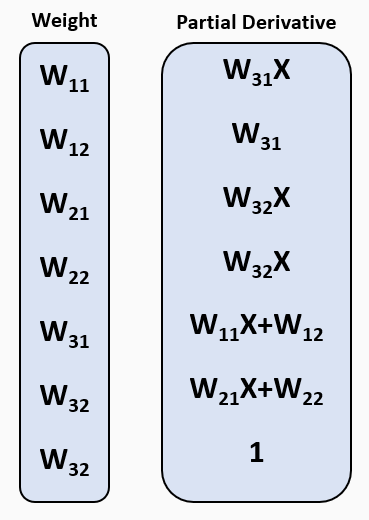 Weight Partial Derivative
W₁₁ W₃₁X
W₁₂ W₃₁
W₂₁ W₃₂X
W₂₂ W₃₂X
W₃₁ W₁₁X+W₁₂
W₃₂ W₂₁X+W₂₂
W₃₂ 1